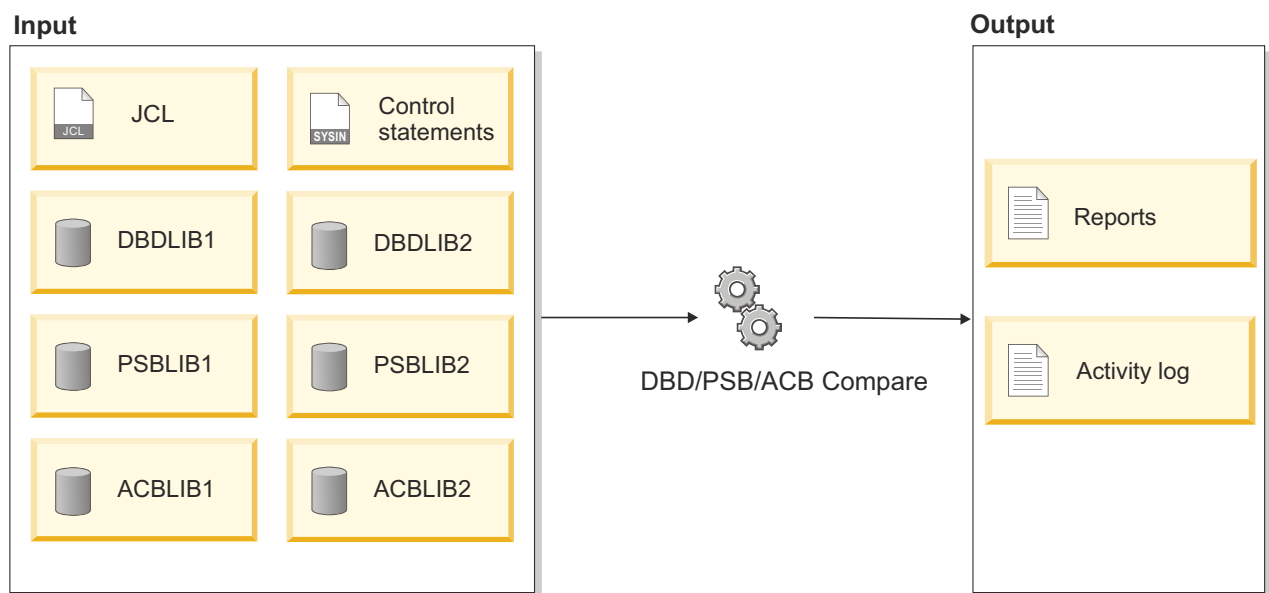 Input
JCL
JCL
Control
statements
SYSIN
DBDLIB1
DBDLIB2
PSBLIB1
PSBLIB2
ACBLIB1
ACBLIB2
DBD/PSB/ACB Compare
Output
Reports
Activity log